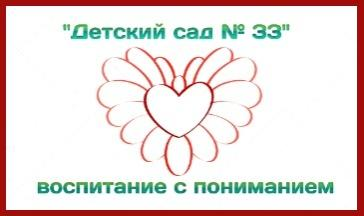 "Детский сад № 33"
воспитание с пониманием